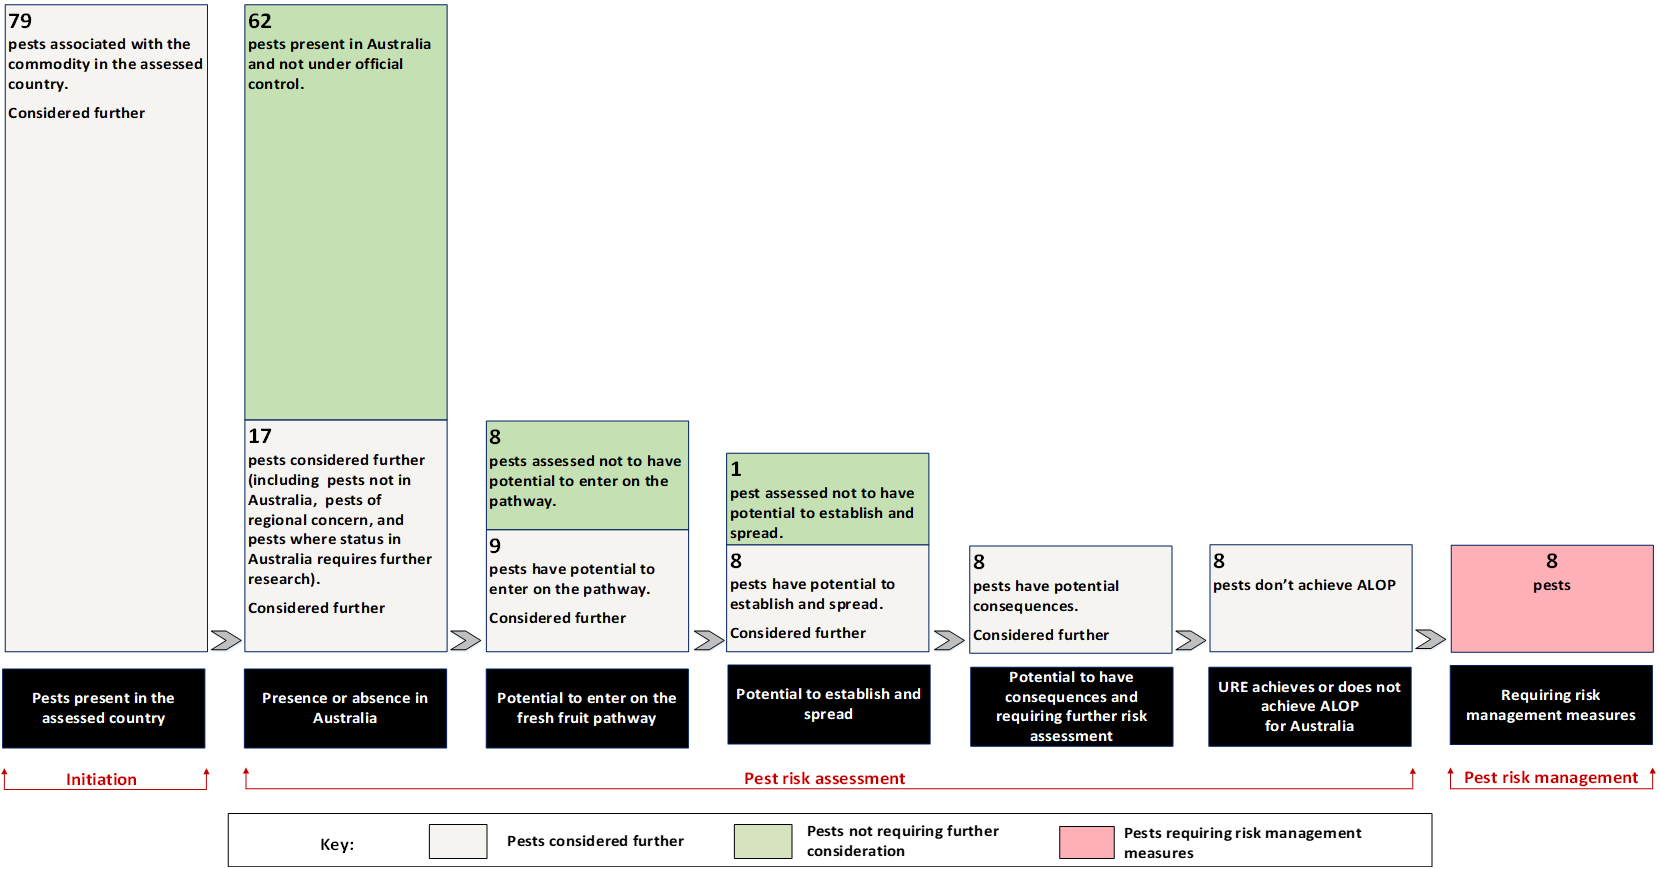 79
pests associated with the
commodity in the assessed
country.
Considered further
62
pests present in Australia
and not under official
control.
17
pests considered further
(including  pests not in
Australia,  pests of
regional concern, and
pests where status in
Australia requires further
research).
Considered further
8
pests assessed not to have
potential to enter on the
pathway.
9
pests have potential to
enter on the pathway.
Considered further
1
pest assessed not to have
potential to establish and
spread.
8
pests have potential to
establish and spread.
Considered further
8
pests have potential
consequences.
Considered further
8
pests don’t achieve ALOP
8
pests
Pests present in the
assessed country
Presence or absence in
Australia
Potential to enter on the
fresh fruit pathway
Potential to establish and
spread
Potential to have
consequences and
requiring further risk
assessment
URE achieves or does not
achieve ALOP
for Australia
Requiring risk
management measures
Initiation
Pest risk assessment
Pest risk management
Key:
Pests considered further
Pests not requiring further
consideration
Pests requiring risk management
measures